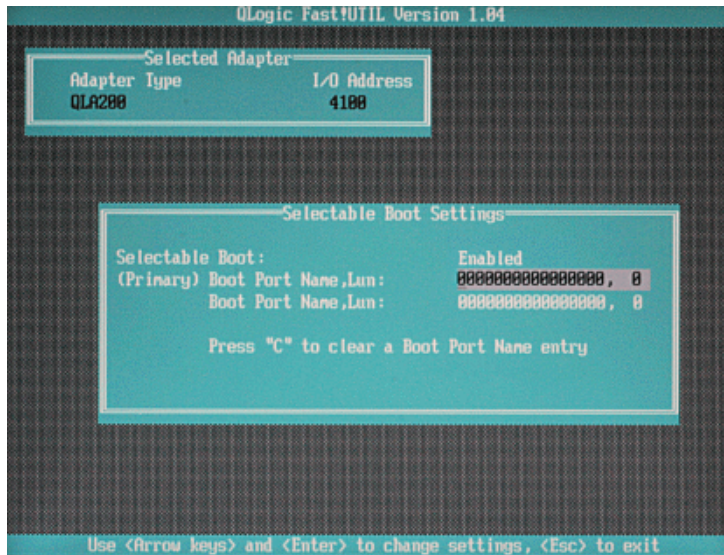 QLogic Fast!UTIL Version 1.04
Selected Adapter
Adapter Type I/O Address
QLA200 4100
Selectable Boot Settings
Selectable Boot: Enabled
(Primary) Boot Port Name,Lun: 0000000000000000, 0
Boot Port Name,Lun: 0000000000000000, 0
Press "C" to clear a Boot Port Name entry
Use <Arrow keys> and <Enter> to change settings, <Esc> to exit